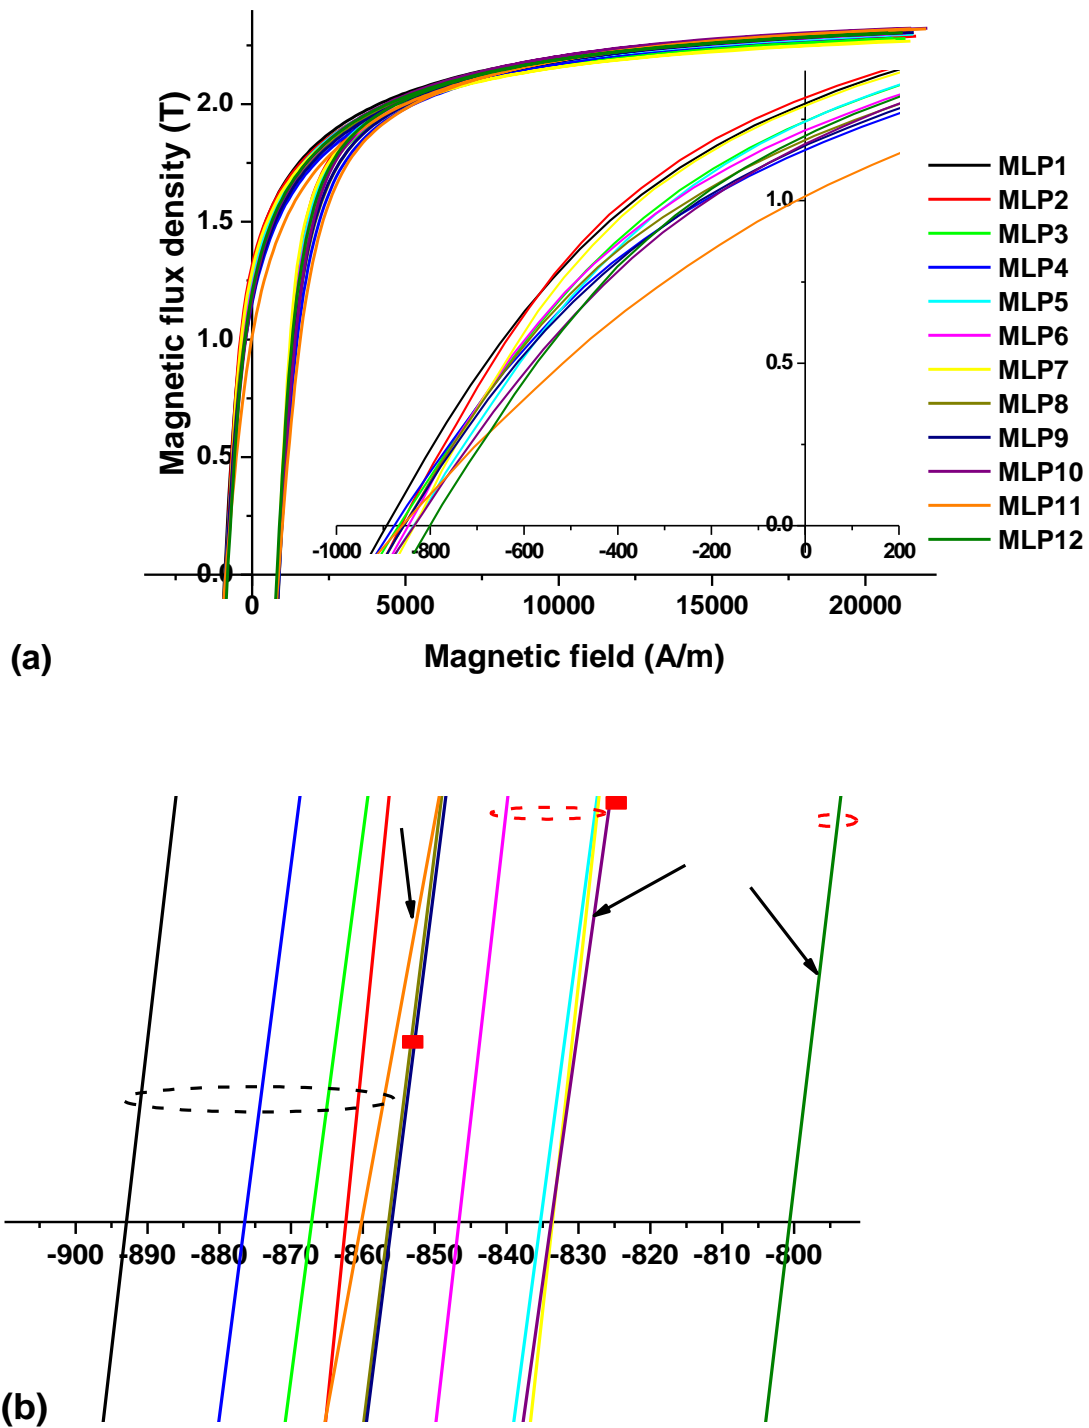 Magnetic flux density (T)
2.0
1.5
1.0
0.5
0.0
1.0
0.5
0.0
-1000 -800 -600 -400 -200 0 200
0 5000 10000 15000 20000
Magnetic field (A/m)
MLP1
MLP2
MLP3
MLP4
MLP5
MLP6
MLP7
MLP8
MLP9
MLP10
MLP11
MLP12
(a)
-900 -890 -880 -870 -860 -850 -840 -830 -820 -810 -800
(b)